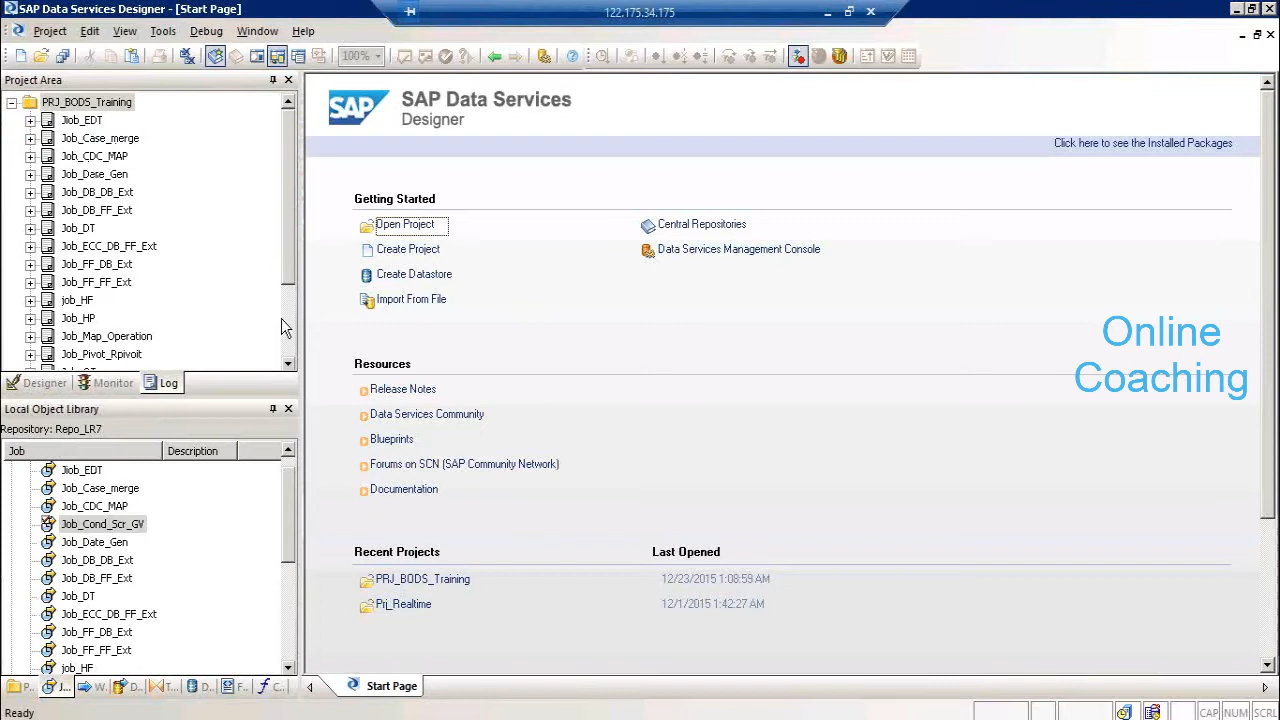 SAP Data Services Designer - [Start Page]
122.175.34.175
Project Edit View Tools Debug Window Help
100%
Project Area
PRJ_BODS_Training
Jiob_EDT
Job_Case_merge
Job_CDC_MAP
Job_Dase_Gen
Job_DB_DB_Ext
Job_DB_FF_Ext
Job_DT
Job_ECC_DB_FF_Ext
Job_FF_DB_Ext
Job_FF_FF_Ext
job_HF
Job_HP
Job_Map_Operation
Job_Pivot_Rpivoit
Designer Monitor Log
Local Object Library
Repository: Repo_LR7
Job Description
Jiob_EDT
Job_Case_merge
Job_CDC_MAP
Job_Cond_Scr_GV
Job_Date_Gen
Job_DB_DB_Ext
Job_DB_FF_Ext
Job_DT
Job_ECC_DB_FF_Ext
Job_FF_DB_Ext
Job_FF_FF_Ext
job_HF
P.. J... W. D.. T... D.. F.. C..
Ready
SAP
SAP Data Services
Designer
Click here to see the Installed Packages
Getting Started
Open Project
Central Repositories
Create Project
Data Services Management Console
Create Datastore
Import From File
Resources
Release Notes
Data Services Community
Blueprints
Forums on SCN (SAP Community Network)
Documentation
Recent Projects Last Opened
PRJ_BODS_Training 12/23/2015 1:08:59 AM
Prj_Realtime 12/1/2015 1:42:27 AM
Online
Coaching
Start Page
CAP NUM SCRL